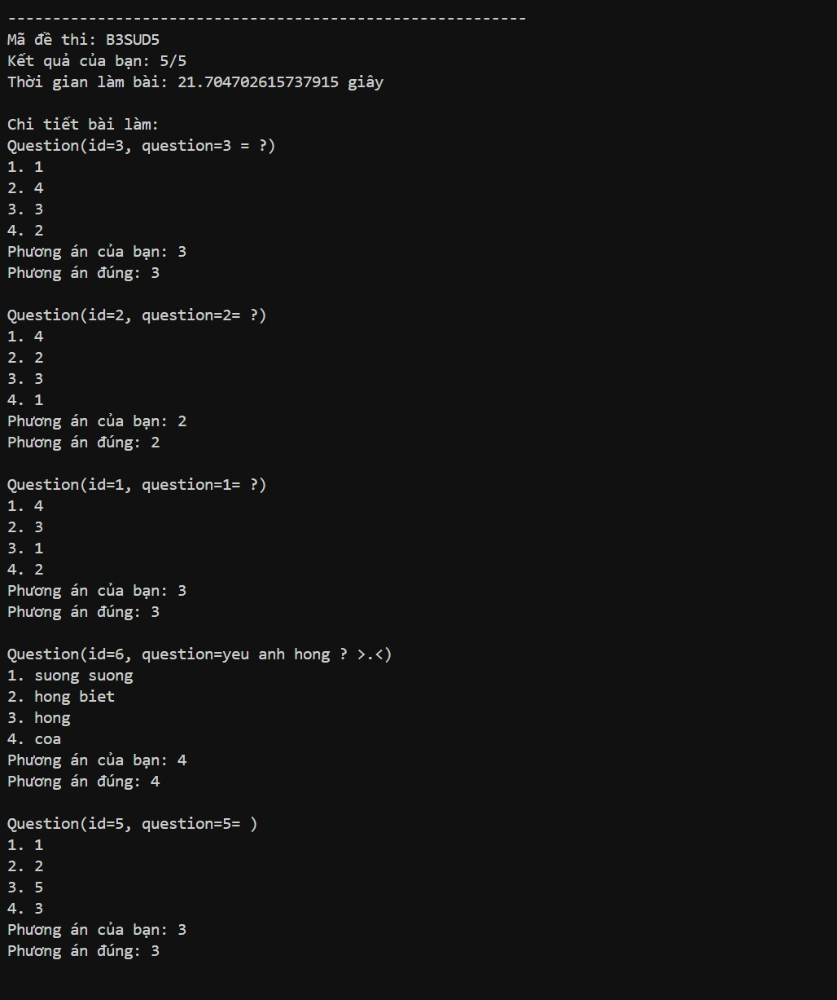 ----------------------------------------------------------
Mã đề thi: B3SUD5
Kết quả của bạn: 5/5
Thời gian làm bài: 21.704702615737915 giây

Chi tiết bài làm:
Question(id=3, question=3 = ?)
1. 1
2. 4
3. 3
4. 2
Phương án của bạn: 3
Phương án đúng: 3

Question(id=2, question=2= ?)
1. 4
2. 2
3. 3
4. 1
Phương án của bạn: 2
Phương án đúng: 2

Question(id=1, question=1= ?)
1. 4
2. 3
3. 1
4. 2
Phương án của bạn: 3
Phương án đúng: 3

Question(id=6, question=yeu anh hong ? >.<)
1. suong suong
2. hong biet
3. hong
4. coa
Phương án của bạn: 4
Phương án đúng: 4

Question(id=5, question=5= )
1. 1
2. 2
3. 5
4. 3
Phương án của bạn: 3
Phương án đúng: 3